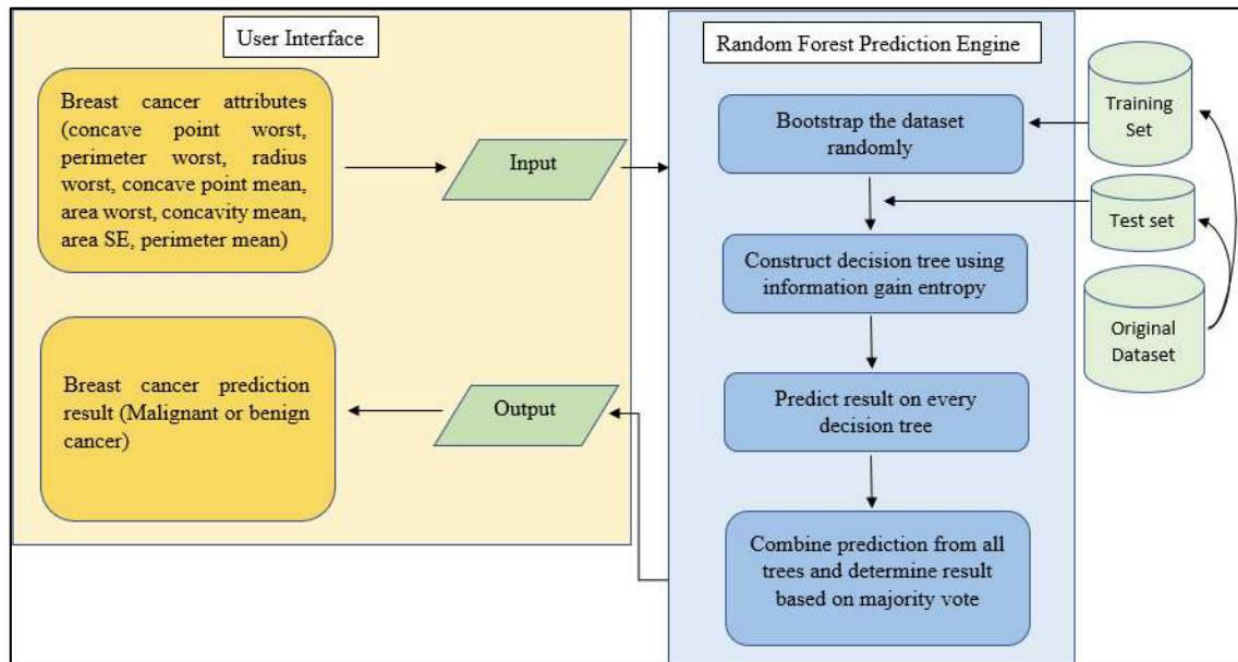 User Interface
Breast cancer attributes
(concave point worst,
perimeter worst, radius
worst, concave point mean,
area worst, concavity mean,
area SE, perimeter mean)
Input
Breast cancer prediction
result (Malignant or benign
cancer)
Output
Random Forest Prediction Engine
Bootstrap the dataset
randomly
Construct decision tree using
information gain entropy
Predict result on every
decision tree
Combine prediction from all
trees and determine result
based on majority vote
Training
Set
Test set
Original
Dataset